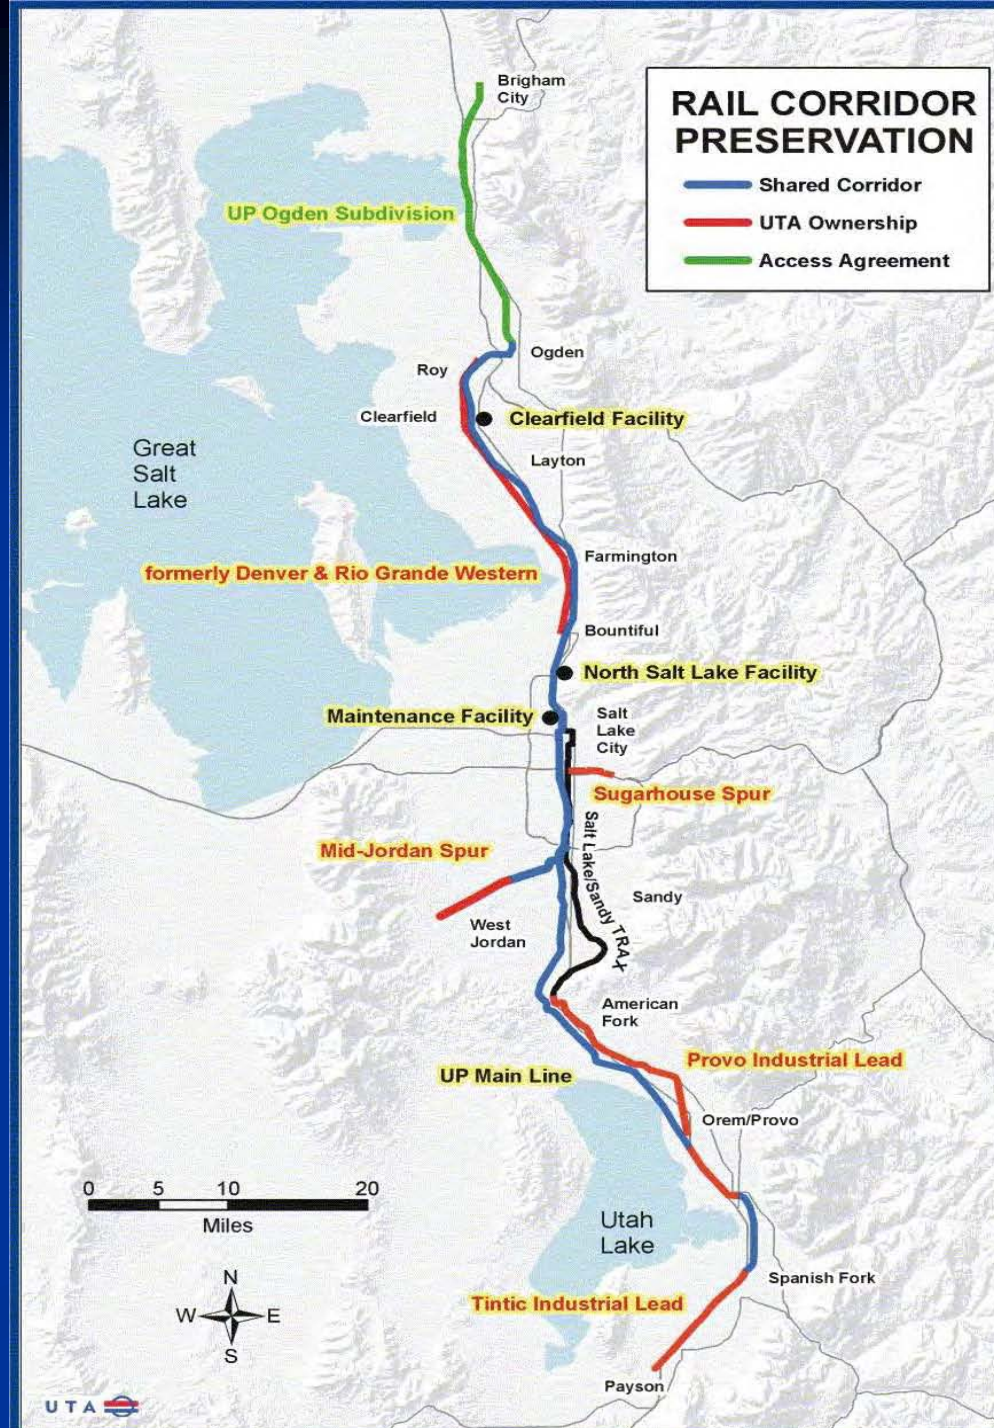 Brigham
City
RAIL CORRIDOR
PRESERVATION
Shared Corridor
UTA Ownership
Access Agreement
UP Ogden Subdivision
Ogden
Roy
Clearfield
Clearfield Facility
Great
Salt
Lake
Layton
Farmington
formerly Denver & Rio Grande Western
Bountiful
North Salt Lake Facility
Maintenance Facility
Salt
Lake
City
Sugarhouse Spur
Salt Lake/Sandy TRAX
Mid-Jordan Spur
Sandy
West
Jordan
American
Fork
Provo Industrial Lead
UP Main Line
Orem/Provo
0 5 10 20
Miles
Utah
Lake
Spanish Fork
N
W E
S
Tintic Industrial Lead
Payson
UTA